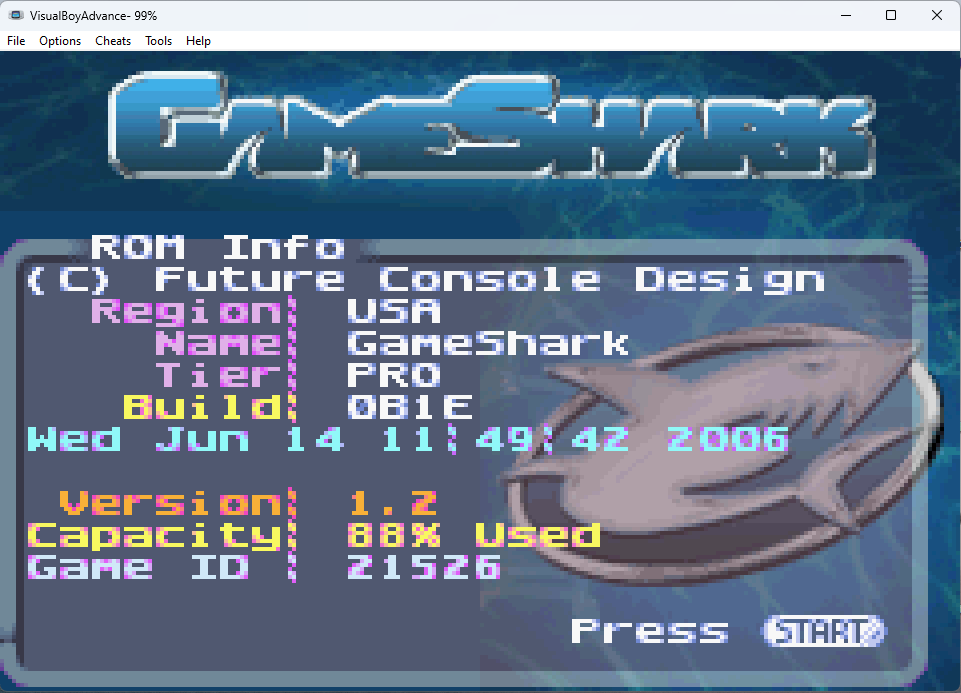 VisualBoyAdvance- 99%
File Options Cheats Tools Help
GAMESHARK
ROM Info
(C) Future Console Design
Region: USA
Name: GameShark
Tier: PRO
Build: 0B1E
Wed Jun 14 11:49:42 2006
Version: 1.2
Capacity: 88% Used
Game ID : 21526
Press START